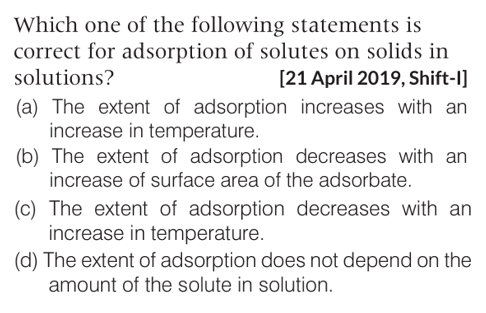 Which one of the following statements is
correct for adsorption of solutes on solids in
solutions? [21 April 2019, Shift-I]
(a) The extent of adsorption increases with an
increase in temperature.
(b) The extent of adsorption decreases with an
increase of surface area of the adsorbate.
(c) The extent of adsorption decreases with an
increase in temperature.
(d) The extent of adsorption does not depend on the
amount of the solute in solution.